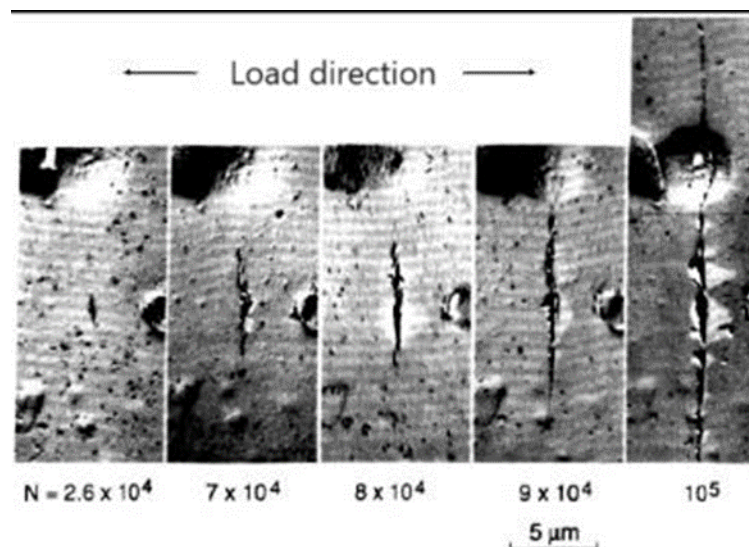 Load direction
N = 2.6 x 10⁴ 7 x 10⁴ 8 x 10⁴ 9 x 10⁴ 10⁵
5 µm